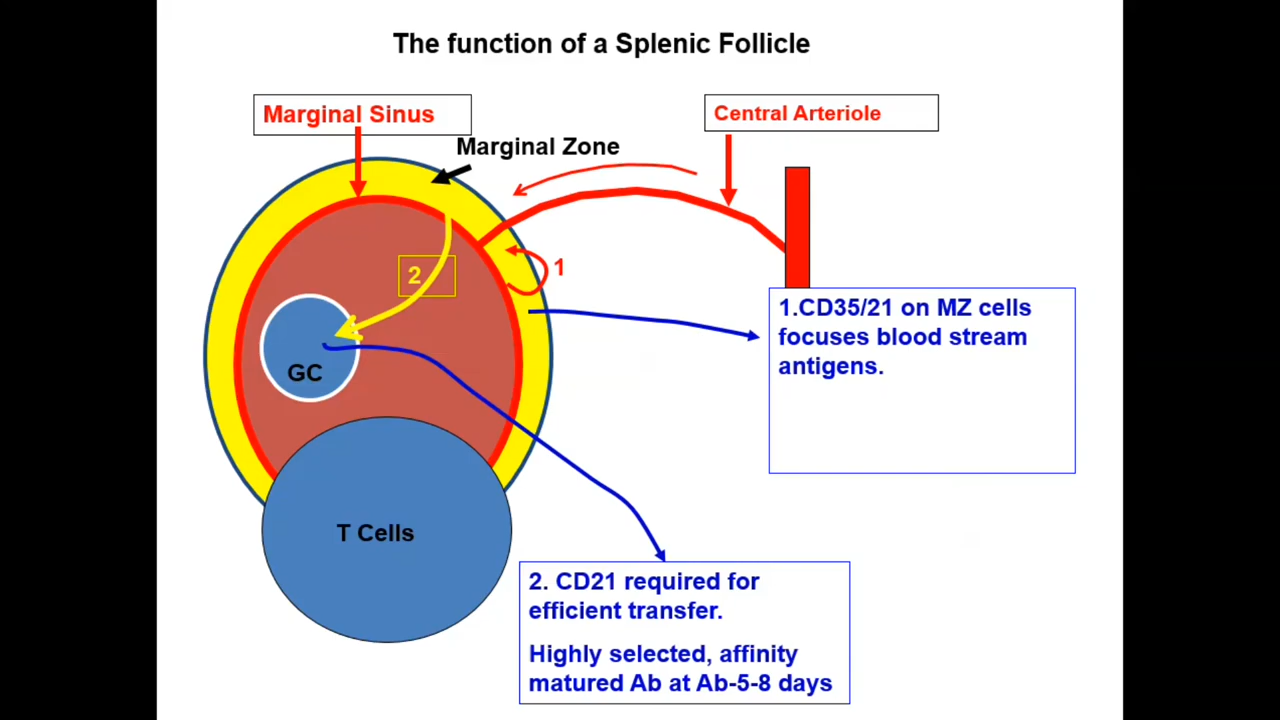 The function of a Splenic Follicle
Marginal Sinus
Central Arteriole
Marginal Zone
2
1
1.CD35/21 on MZ cells
focuses blood stream
antigens.
GC
T Cells
2. CD21 required for
efficient transfer.
Highly selected, affinity
matured Ab at Ab-5-8 days